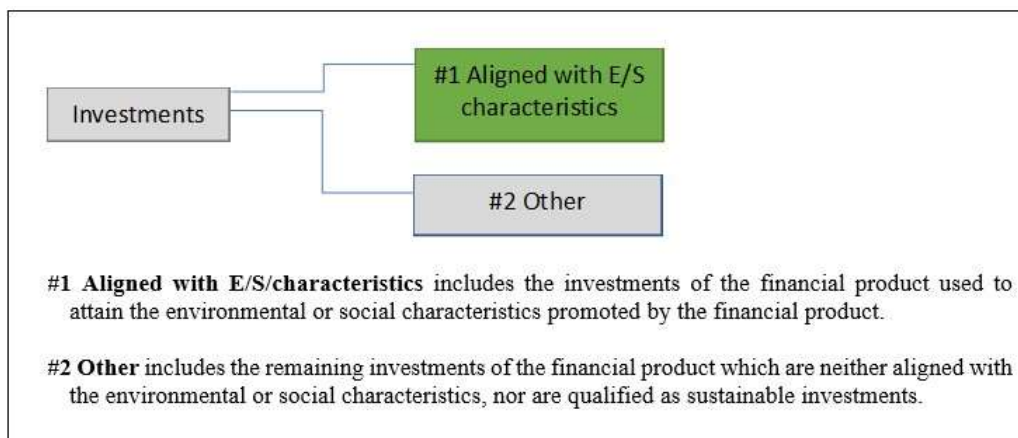 #1 Aligned with E/S
characteristics
Investments
#2 Other
#1 Aligned with E/S/characteristics includes the investments of the financial product used to
attain the environmental or social characteristics promoted by the financial product.
#2 Other includes the remaining investments of the financial product which are neither aligned with
the environmental or social characteristics, nor are qualified as sustainable investments.